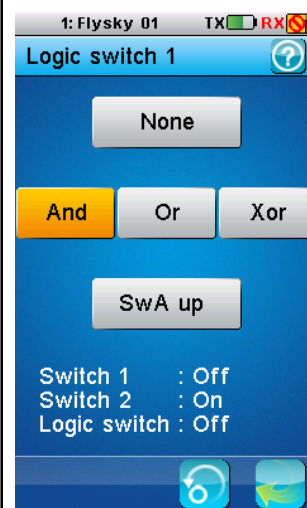 1: Flysky 01 TX RX
Logic switch 1 ?
None
And Or Xor
SwA up
Switch 1 : Off
Switch 2 : On
Logic switch : Off